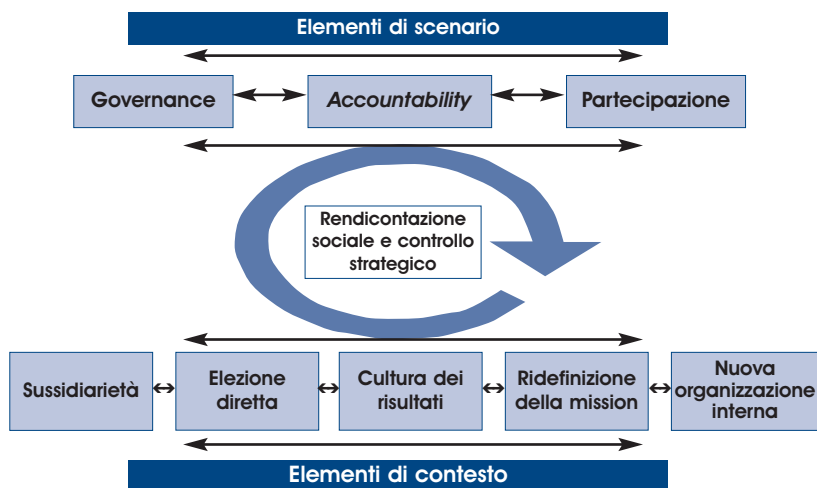 Elementi di scenario
Governance
Accountability
Partecipazione
Rendicontazione
sociale e controllo
strategico
Sussidiarietà
Elezione
diretta
Cultura dei
risultati
Ridefinizione
della mission
Nuova
organizzazione
interna
Elementi di contesto